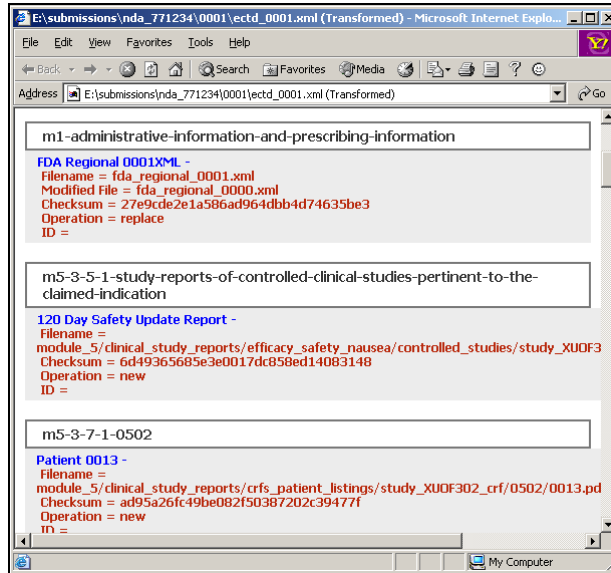 E:\submissions\nda_771234\0001\ectd_0001.xml (Transformed) - Microsoft Internet Explo...
File Edit View Favorites Tools Help
Back Search Favorites Media
Address E:\submissions\nda_771234\0001\ectd_0001.xml (Transformed) Go
m1-administrative-information-and-prescribing-information
FDA Regional 0001XML -
Filename = fda_regional_0001.xml
Modified File = fda_regional_0000.xml
Checksum = 27e9cde2e1a586ad964dbb4d74635be3
Operation = replace
ID =
m5-3-5-1-study-reports-of-controlled-clinical-studies-pertinent-to-the-
claimed-indication
120 Day Safety Update Report -
Filename =
module_5/clinical_study_reports/efficacy_safety_nausea/controlled_studies/study_XUOF3
Checksum = 6d49365685e3e0017dc858ed14083148
Operation = new
ID =
m5-3-7-1-0502
Patient 0013 -
Filename =
module_5/clinical_study_reports/crfs_patient_listings/study_XUOF302_crf/0502/0013.pd
Checksum = ad95a26fc49be082f50387202c39477f
Operation = new
ID =
My Computer